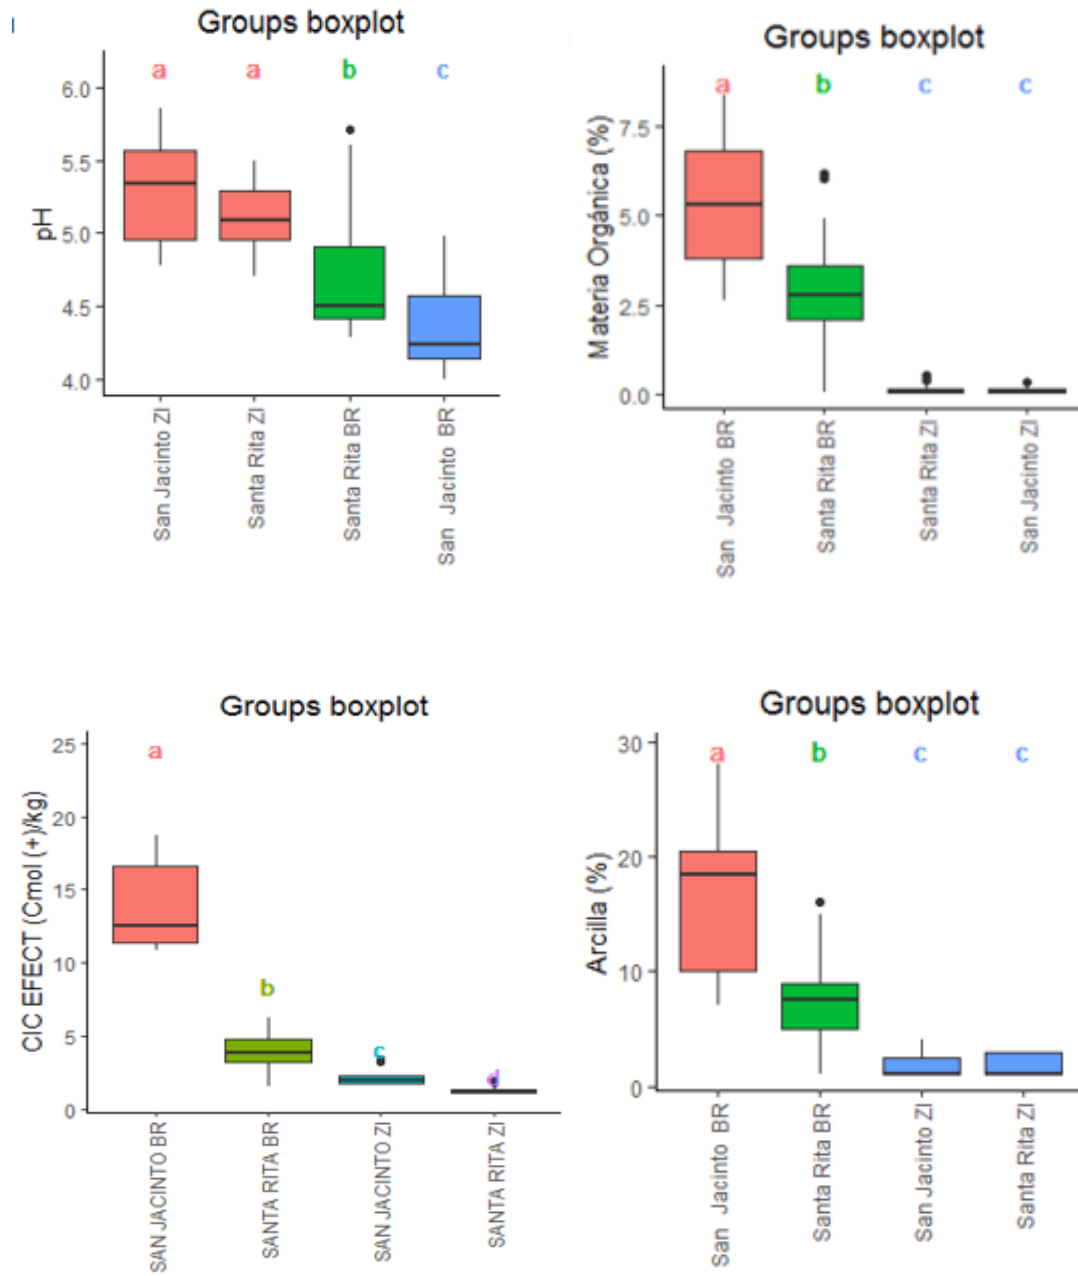 Groups boxplot
a a b c
pH
6.0
5.5
5.0
4.5
4.0
San Jacinto ZI
Santa Rita ZI
Santa Rita BR
San Jacinto BR
Groups boxplot
a b c c
Materia Orgánica (%)
7.5
5.0
2.5
0.0
San Jacinto BR
Santa Rita BR
Santa Rita ZI
San Jacinto ZI
Groups boxplot
a
b
c
d
CIC EFECT (Cmol (+)/kg)
25
20
15
10
5
0
SAN JACINTO BR
SANTA RITA BR
SAN JACINTO ZI
SANTA RITA ZI
Groups boxplot
a b c c
Arcilla (%)
30
20
10
0
San Jacinto BR
Santa Rita BR
San Jacinto ZI
Santa Rita ZI